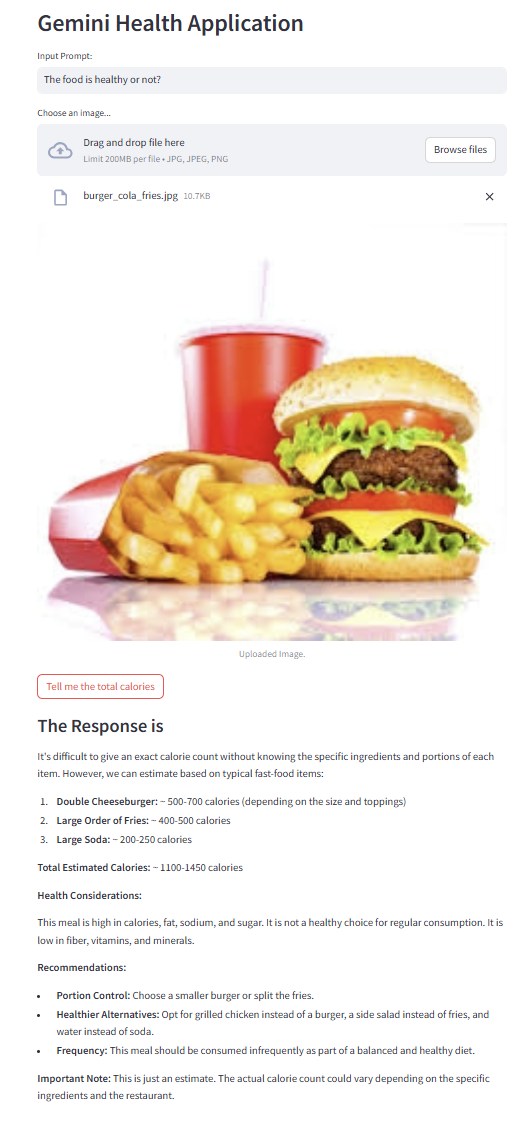 Gemini Health Application
Input Prompt:
The food is healthy or not?
Choose an image...
Drag and drop file here
Limit 200MB per file • JPG, JPEG, PNG
Browse files
burger_cola_fries.jpg 10.7KB
Uploaded Image.
Tell me the total calories
The Response is
It's difficult to give an exact calorie count without knowing the specific ingredients and portions of each
item. However, we can estimate based on typical fast-food items:
1. Double Cheeseburger: ~ 500-700 calories (depending on the size and toppings)
2. Large Order of Fries: ~ 400-500 calories
3. Large Soda: ~ 200-250 calories
Total Estimated Calories: ~ 1100-1450 calories
Health Considerations:
This meal is high in calories, fat, sodium, and sugar. It is not a healthy choice for regular consumption. It is
low in fiber, vitamins, and minerals.
Recommendations:
• Portion Control: Choose a smaller burger or split the fries.
• Healthier Alternatives: Opt for grilled chicken instead of a burger, a side salad instead of fries, and
water instead of soda.
• Frequency: This meal should be consumed infrequently as part of a balanced and healthy diet.
Important Note: This is just an estimate. The actual calorie count could vary depending on the specific
ingredients and the restaurant.